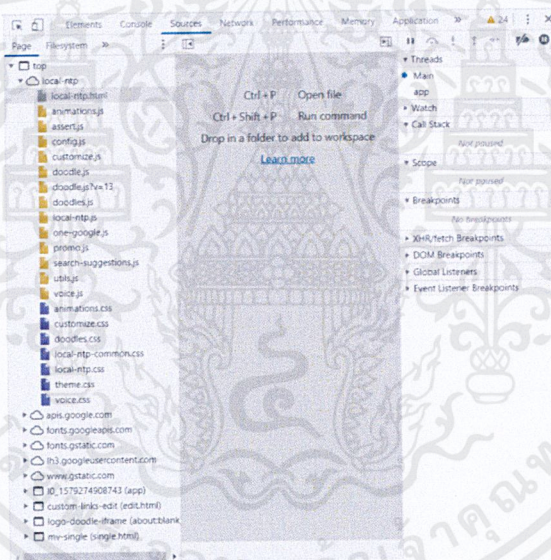 Elements Console Sources Network Performance Memory Application » 24
Page Filesystem »
top
local-ntp
local-ntp.html
animations.js
assert.js
config.js
customize.js
doodle.js
doodle.js?v=13
doodles.js
local-ntp.js
one-google.js
promo.js
search-suggestions.js
utils.js
voice.js
animations.css
customize.css
doodles.css
local-ntp-common.css
local-ntp.css
theme.css
voice.css
apis.google.com
fonts.googleapis.com
fonts.gstatic.com
lh3.googleusercontent.com
www.gstatic.com
I0_1579274908743 (app)
custom-links-edit (edit.html)
logo-doodle-iframe (about:blank
mv-single (single.html)
Ctrl + P Open file
Ctrl + Shift + P Run command
Drop in a folder to add to workspace
Learn more
Threads
Main
app
Watch
Call Stack
Not paused
Scope
Not paused
Breakpoints
No Breakpoints
XHR/fetch Breakpoints
DOM Breakpoints
Global Listeners
Event Listener Breakpoints